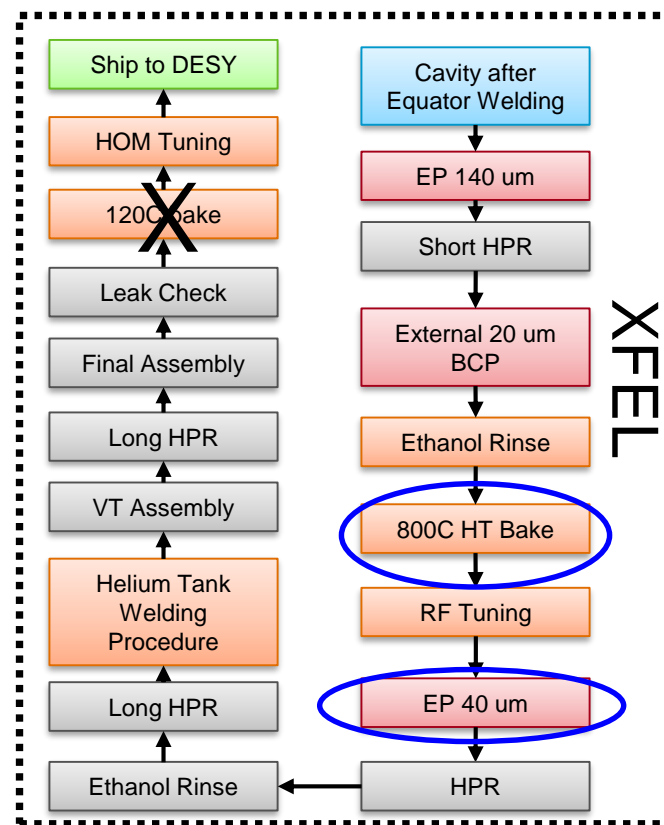 Ship to DESY
HOM Tuning
120C bake
Leak Check
Final Assembly
Long HPR
VT Assembly
Helium Tank
Welding
Procedure
Long HPR
Ethanol Rinse
Cavity after
Equator Welding
EP 140 um
Short HPR
External 20 um
BCP
Ethanol Rinse
800C HT Bake
RF Tuning
EP 40 um
HPR
XFEL